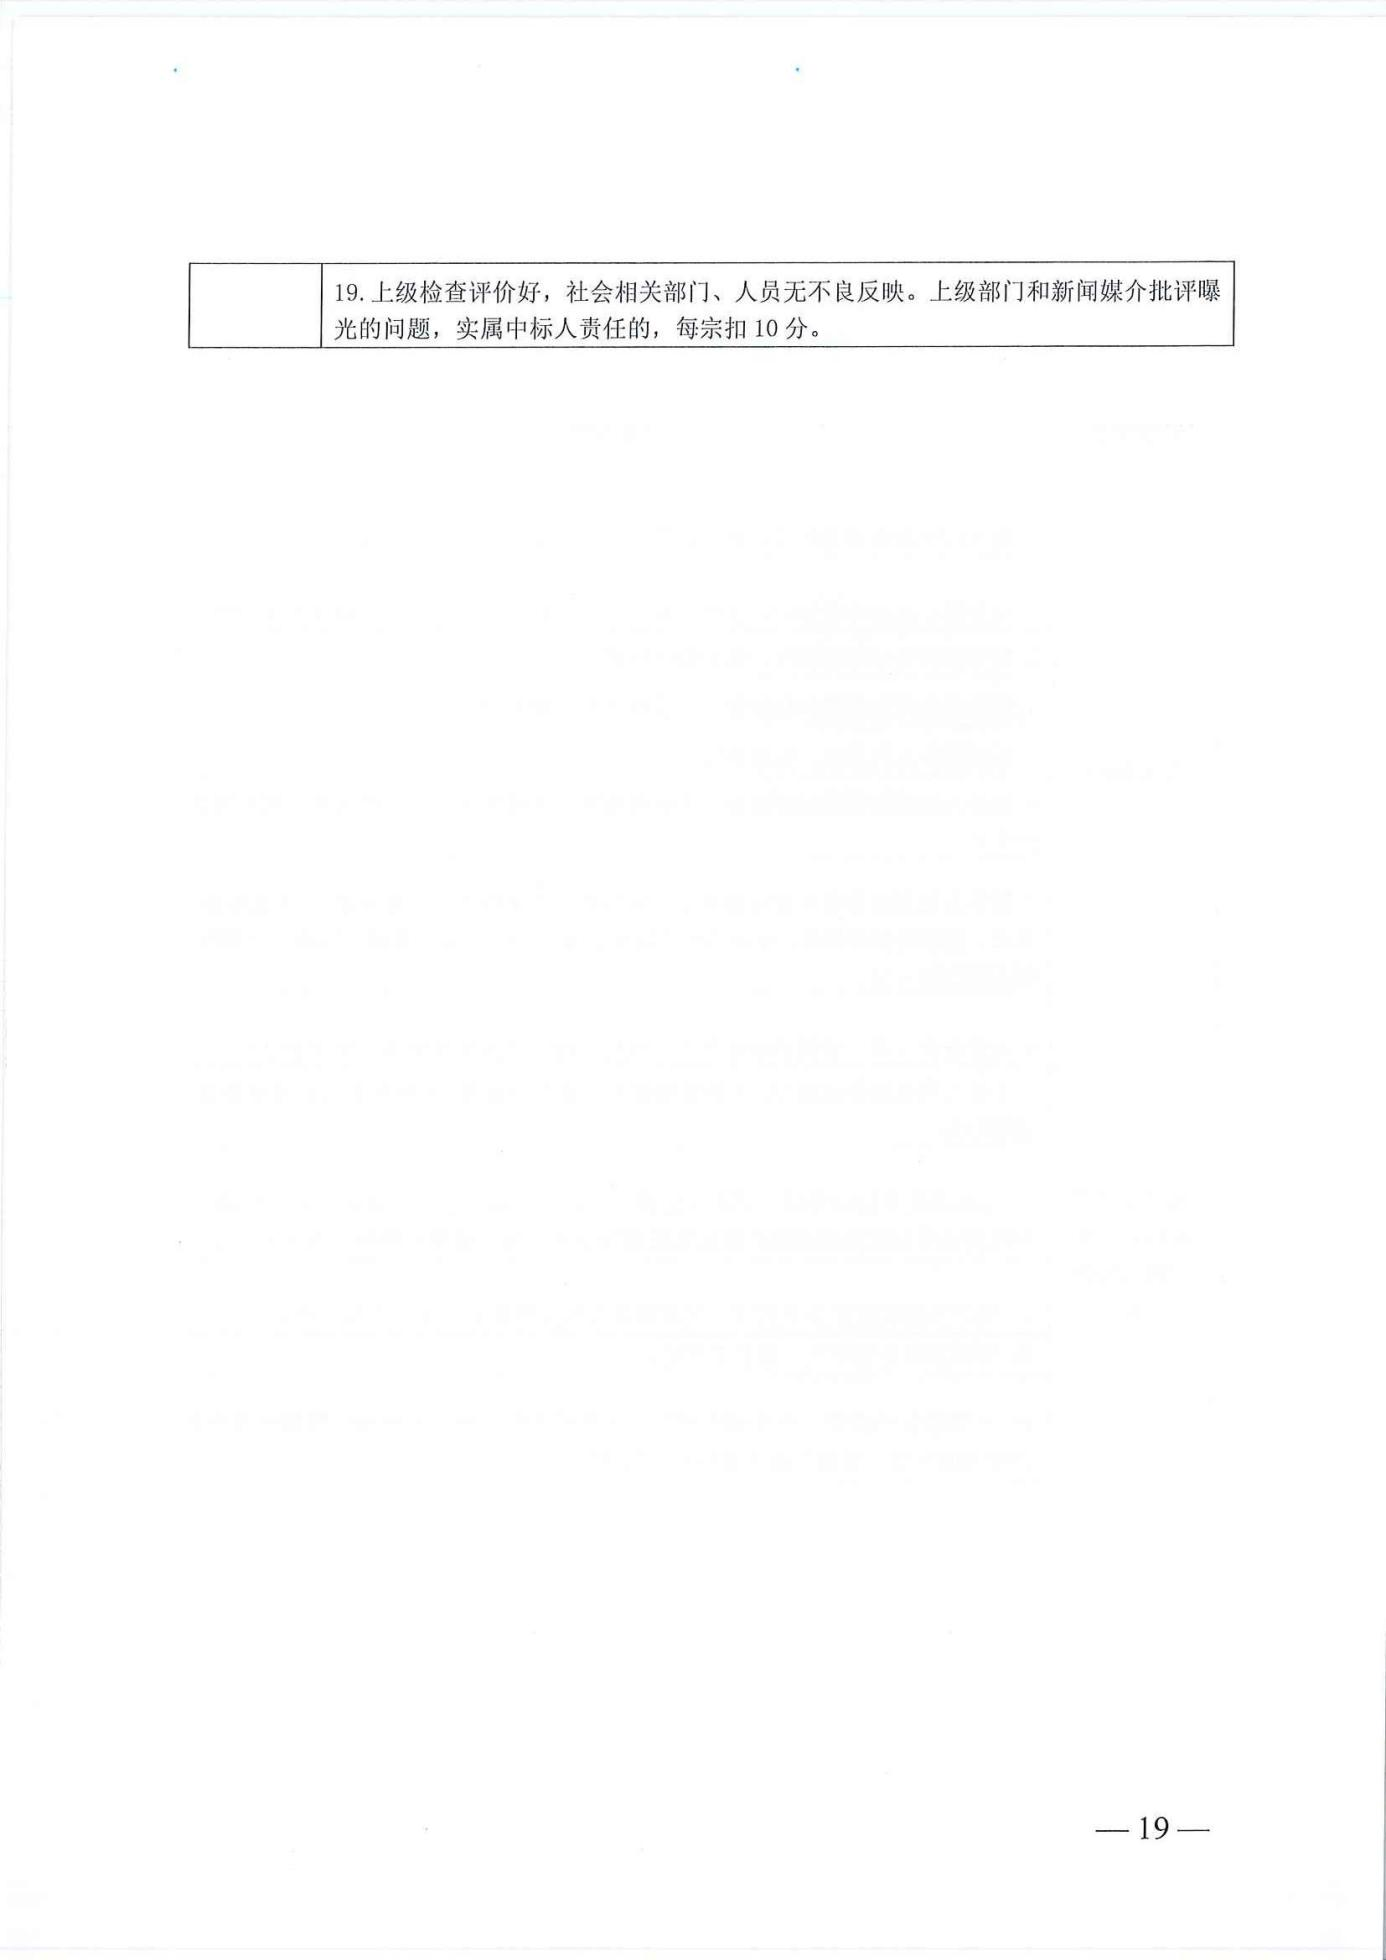 19.上级检查评价好，社会相关部门、人员无不良反映。上级部门和新闻媒介批评曝
光的问题，实属中标人责任的，每宗扣 10 分。
— 19 —